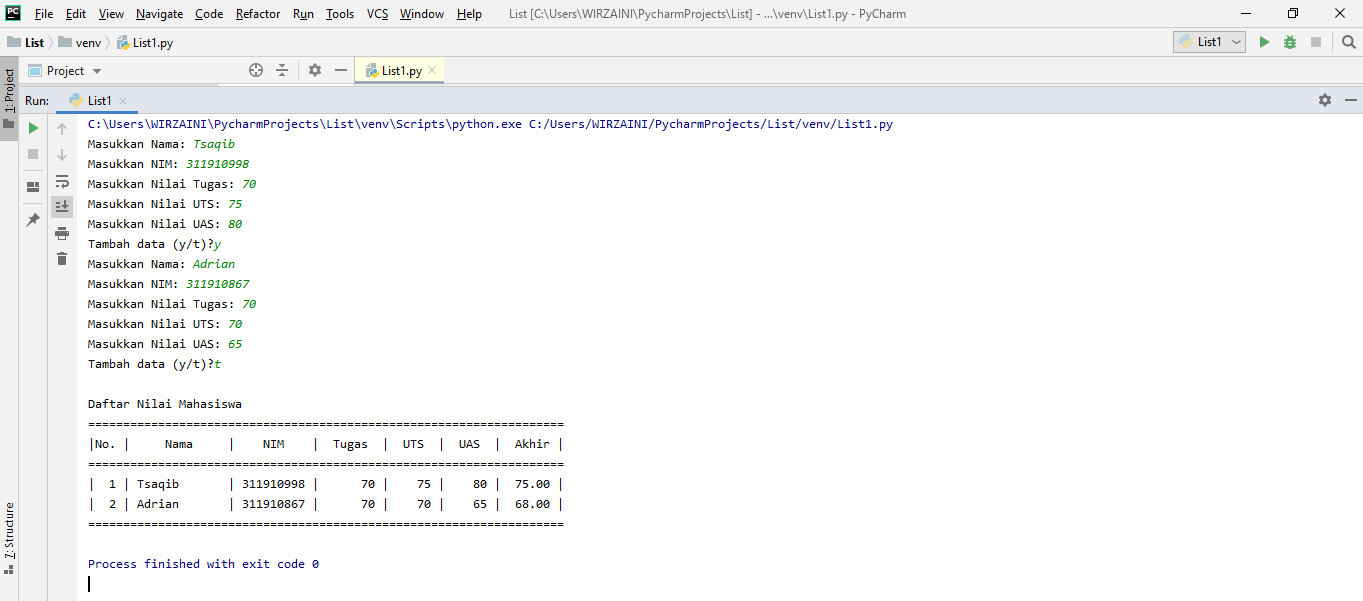 PC File Edit View Navigate Code Refactor Run Tools VCS Window Help List [C:\Users\WIRZAINI\PycharmProjects\List] - ...\venv\List1.py - PyCharm
List venv List1.py List1
1: Project
Project List1.py
Run: List1
C:\Users\WIRZAINI\PycharmProjects\List\venv\Scripts\python.exe C:/Users/WIRZAINI/PycharmProjects/List/venv/List1.py
Masukkan Nama: Tsaqib
Masukkan NIM: 311910998
Masukkan Nilai Tugas: 70
Masukkan Nilai UTS: 75
Masukkan Nilai UAS: 80
Tambah data (y/t)?y
Masukkan Nama: Adrian
Masukkan NIM: 311910867
Masukkan Nilai Tugas: 70
Masukkan Nilai UTS: 70
Masukkan Nilai UAS: 65
Tambah data (y/t)?t
Daftar Nilai Mahasiswa
====================================================================
|No. |     Nama     |    NIM    |  Tugas  |  UTS  |  UAS  |  Akhir |
====================================================================
|  1 | Tsaqib       | 311910998 |      70 |    75 |    80 |  75.00 |
|  2 | Adrian       | 311910867 |      70 |    70 |    65 |  68.00 |
====================================================================
Process finished with exit code 0
7: Structure